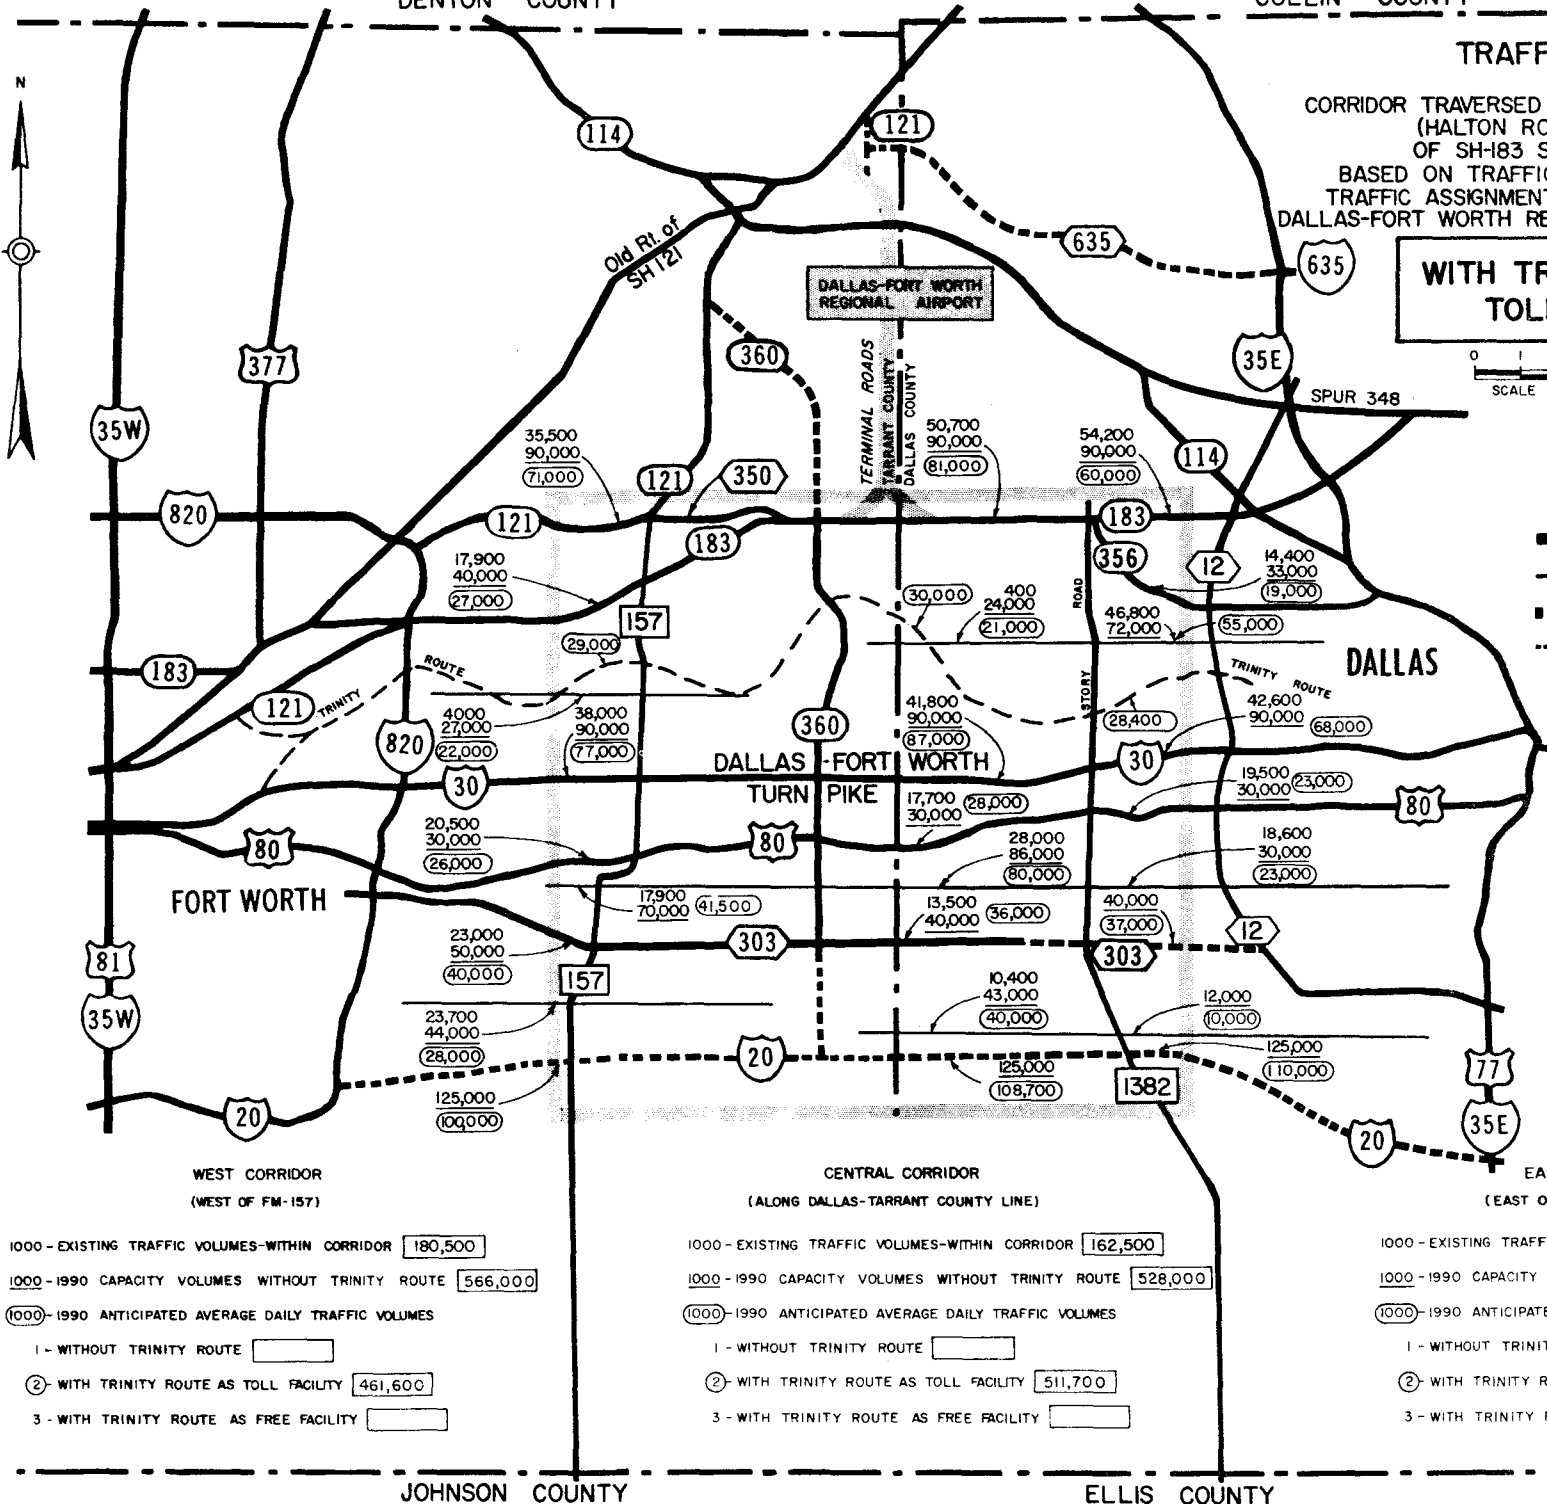 DENTON COUNTY
COLLIN COUNTY
N
TRAFF
CORRIDOR TRAVERSED
(HALTON RO
OF SH-183 S
BASED ON TRAFFIC
TRAFFIC ASSIGNMENT
DALLAS-FORT WORTH RE
WITH TR
TOLL
0 1
SCALE
114
121
635
635
Old Rt. of
SH 121
DALLAS-FORT WORTH
REGIONAL AIRPORT
377
360
35E
SPUR 348
35W
TERMINAL ROADS
TARRANT COUNTY
DALLAS COUNTY
35,500
90,000
71,000
50,700
90,000
81,000
54,200
90,000
60,000
114
121
350
820
121
183
183
356
12
17,900
40,000
27,000
14,400
33,000
19,000
30,000
400
24,000
21,000
46,800
72,000
55,000
157
29,000
STORY ROAD
183
TRINITY ROUTE
TRINITY ROUTE
DALLAS
121
28,400
4000
27,000
22,000
38,000
90,000
77,000
41,800
90,000
87,000
42,600
90,000
68,000
820
360
30
30
DALLAS-FORT WORTH
TURNPIKE
19,500
30,000
23,000
17,700
30,000
28,000
80
80
80
20,500
30,000
26,000
28,000
86,000
80,000
18,600
30,000
23,000
FORT WORTH
17,900
70,000
41,500
13,500
40,000
36,000
40,000
37,000
23,000
50,000
40,000
303
303
12
81
157
10,400
43,000
40,000
12,000
10,000
35W
23,700
44,000
28,000
20
125,000
110,000
125,000
108,700
77
1382
125,000
100,000
20
20
35E
WEST CORRIDOR
(WEST OF FM-157)
1000 - EXISTING TRAFFIC VOLUMES-WITHIN CORRIDOR 180,500
1000 - 1990 CAPACITY VOLUMES WITHOUT TRINITY ROUTE 566,000
1000 - 1990 ANTICIPATED AVERAGE DAILY TRAFFIC VOLUMES
1 - WITHOUT TRINITY ROUTE
2 - WITH TRINITY ROUTE AS TOLL FACILITY 461,600
3 - WITH TRINITY ROUTE AS FREE FACILITY
CENTRAL CORRIDOR
(ALONG DALLAS-TARRANT COUNTY LINE)
1000 - EXISTING TRAFFIC VOLUMES-WITHIN CORRIDOR 162,500
1000 - 1990 CAPACITY VOLUMES WITHOUT TRINITY ROUTE 528,000
1000 - 1990 ANTICIPATED AVERAGE DAILY TRAFFIC VOLUMES
1 - WITHOUT TRINITY ROUTE
2 - WITH TRINITY ROUTE AS TOLL FACILITY 511,700
3 - WITH TRINITY ROUTE AS FREE FACILITY
EA
(EAST O
1000 - EXISTING TRAFF
1000 - 1990 CAPACITY
1000 - 1990 ANTICIPATE
1 - WITHOUT TRINIT
2 - WITH TRINITY R
3 - WITH TRINITY
JOHNSON COUNTY
ELLIS COUNTY